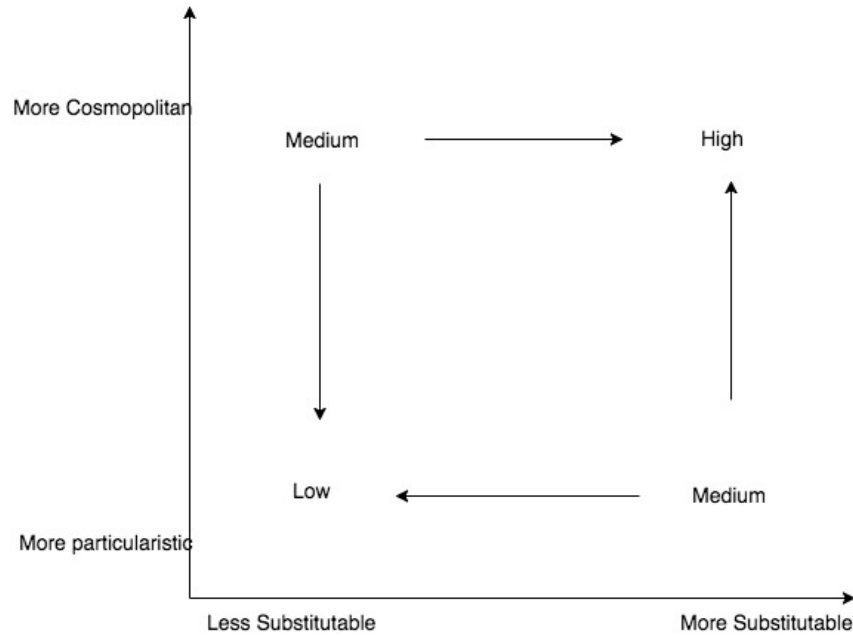 More Cosmopolitan
Medium
High
Low
Medium
More particularistic
Less Substitutable
More Substitutable